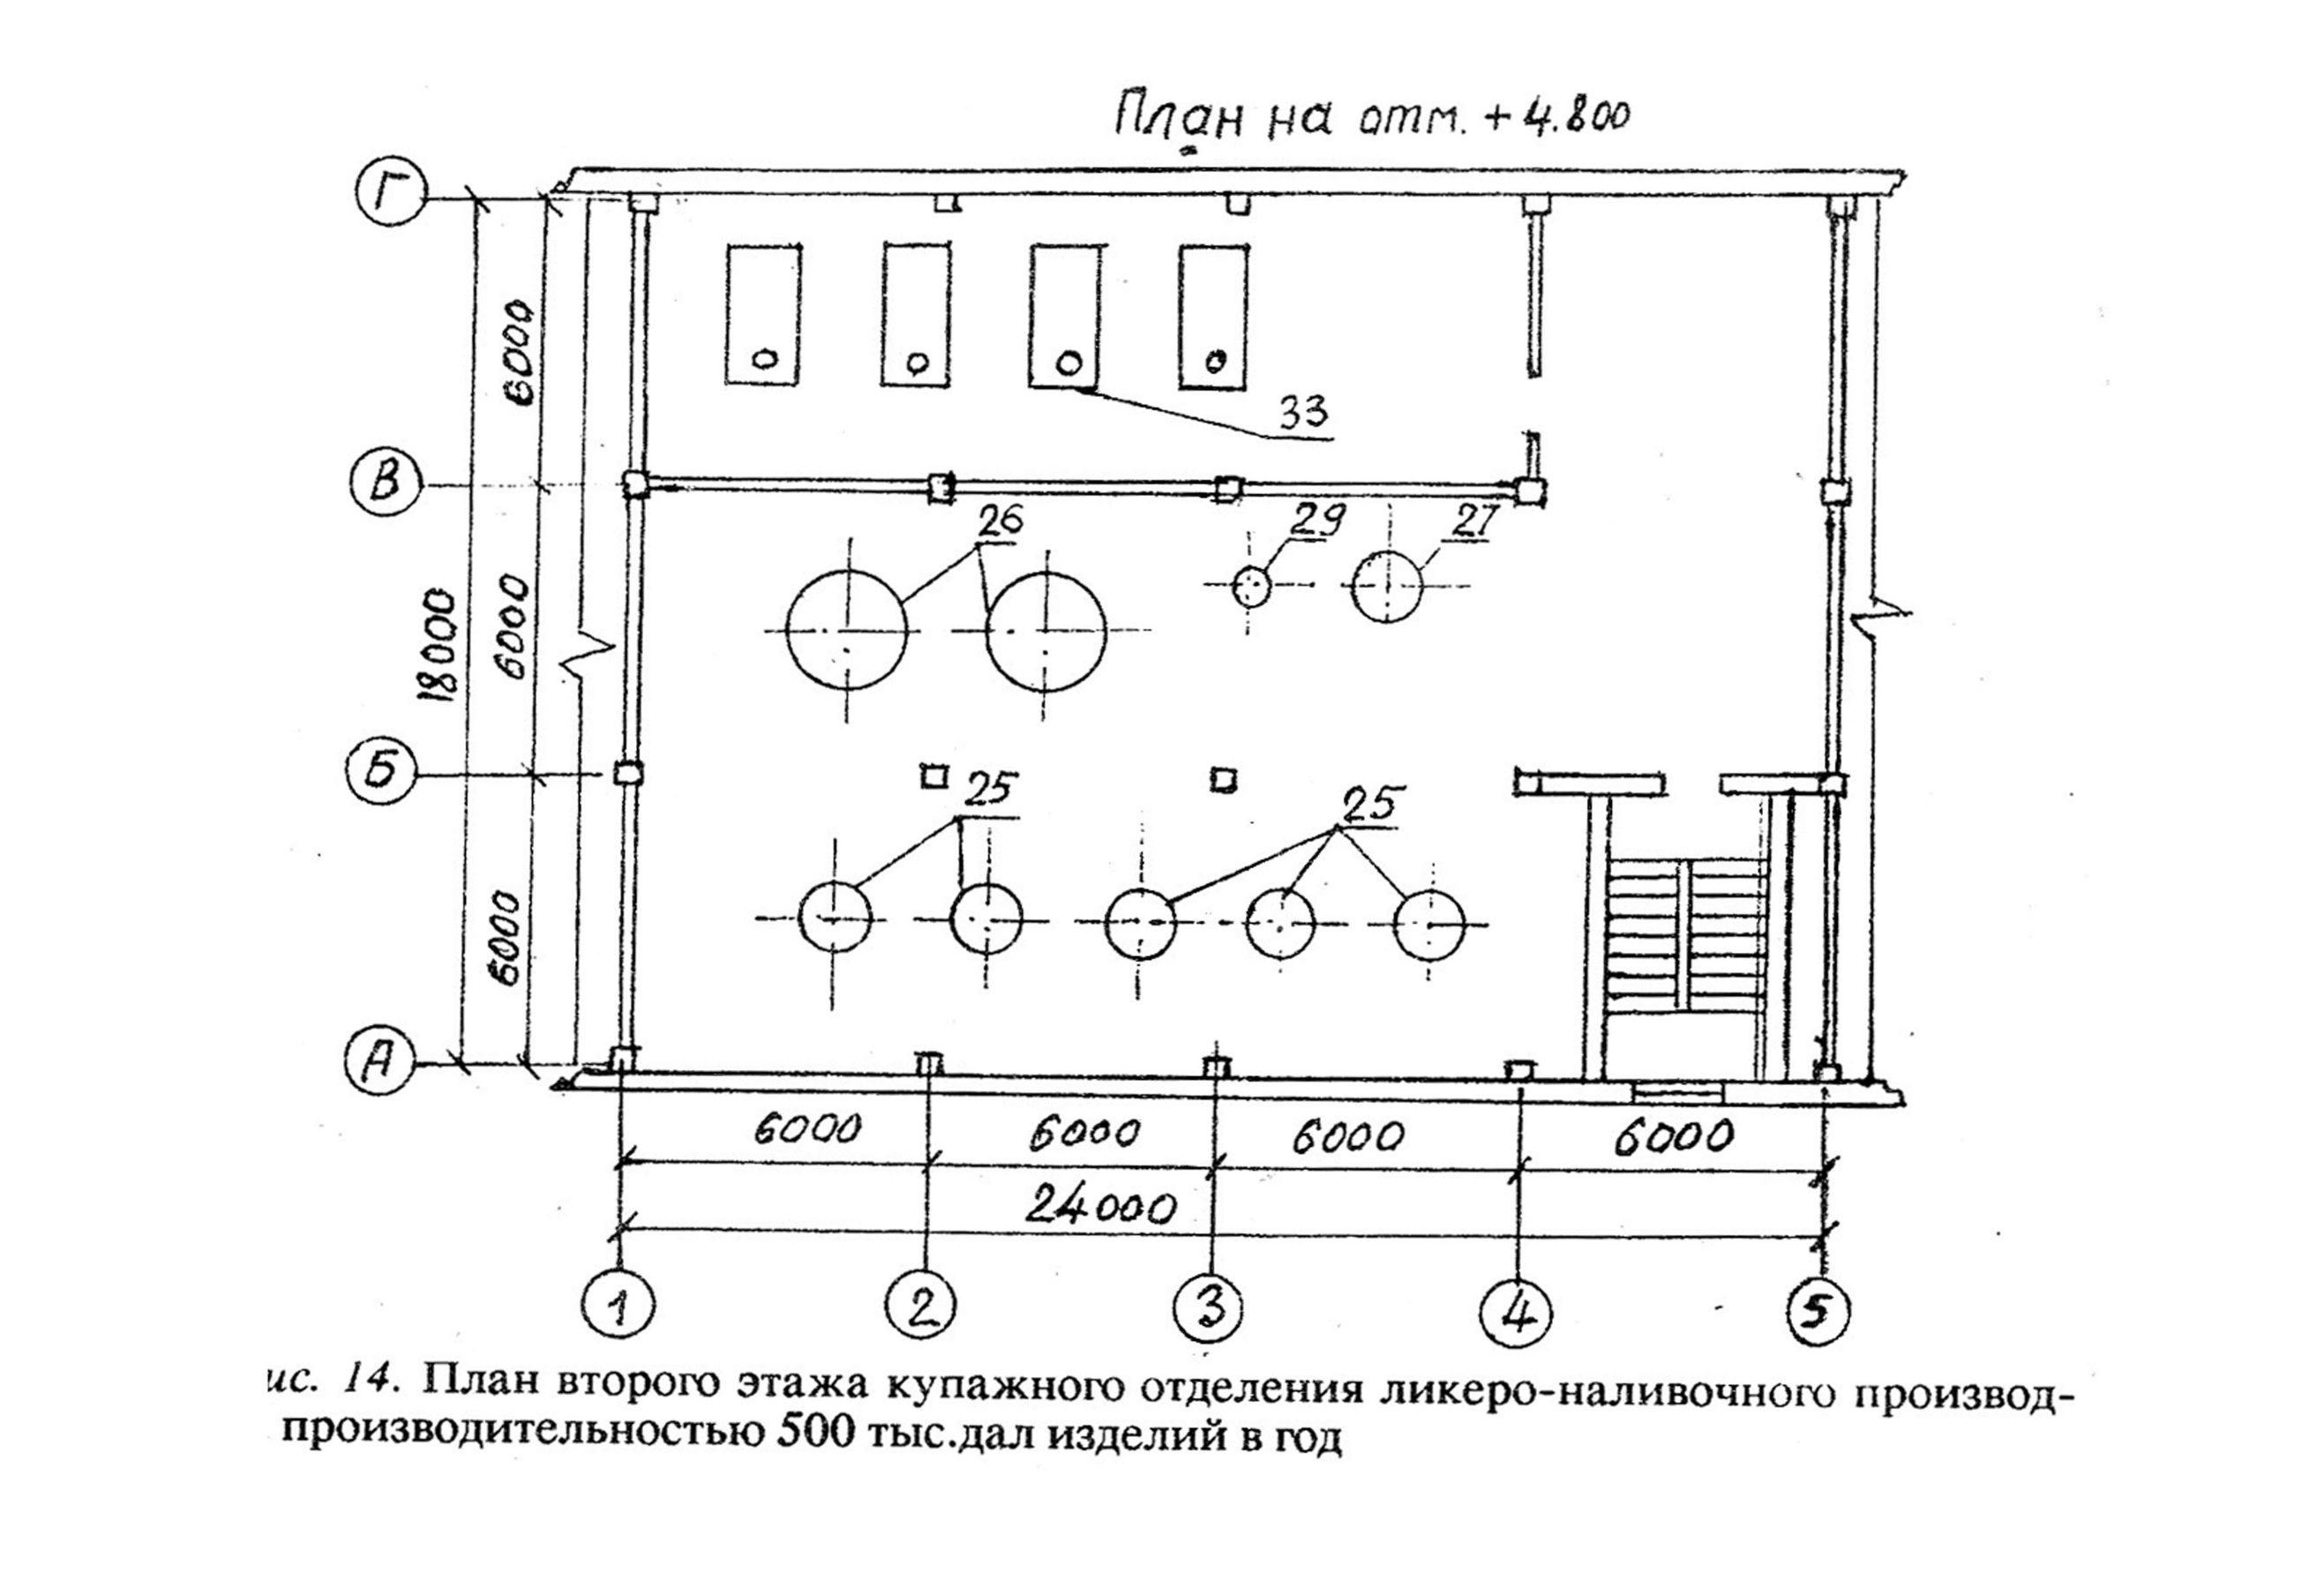 План на отм. + 4.800
Г
6000
В
33
26
29
27
18000
6000
Б
25
25
6000
А
6000
6000
6000
6000
24000
1
2
3
4
5
ис. 14. План второго этажа купажного отделения ликеро-наливочного производ-
производительностью 500 тыс.дал изделий в год